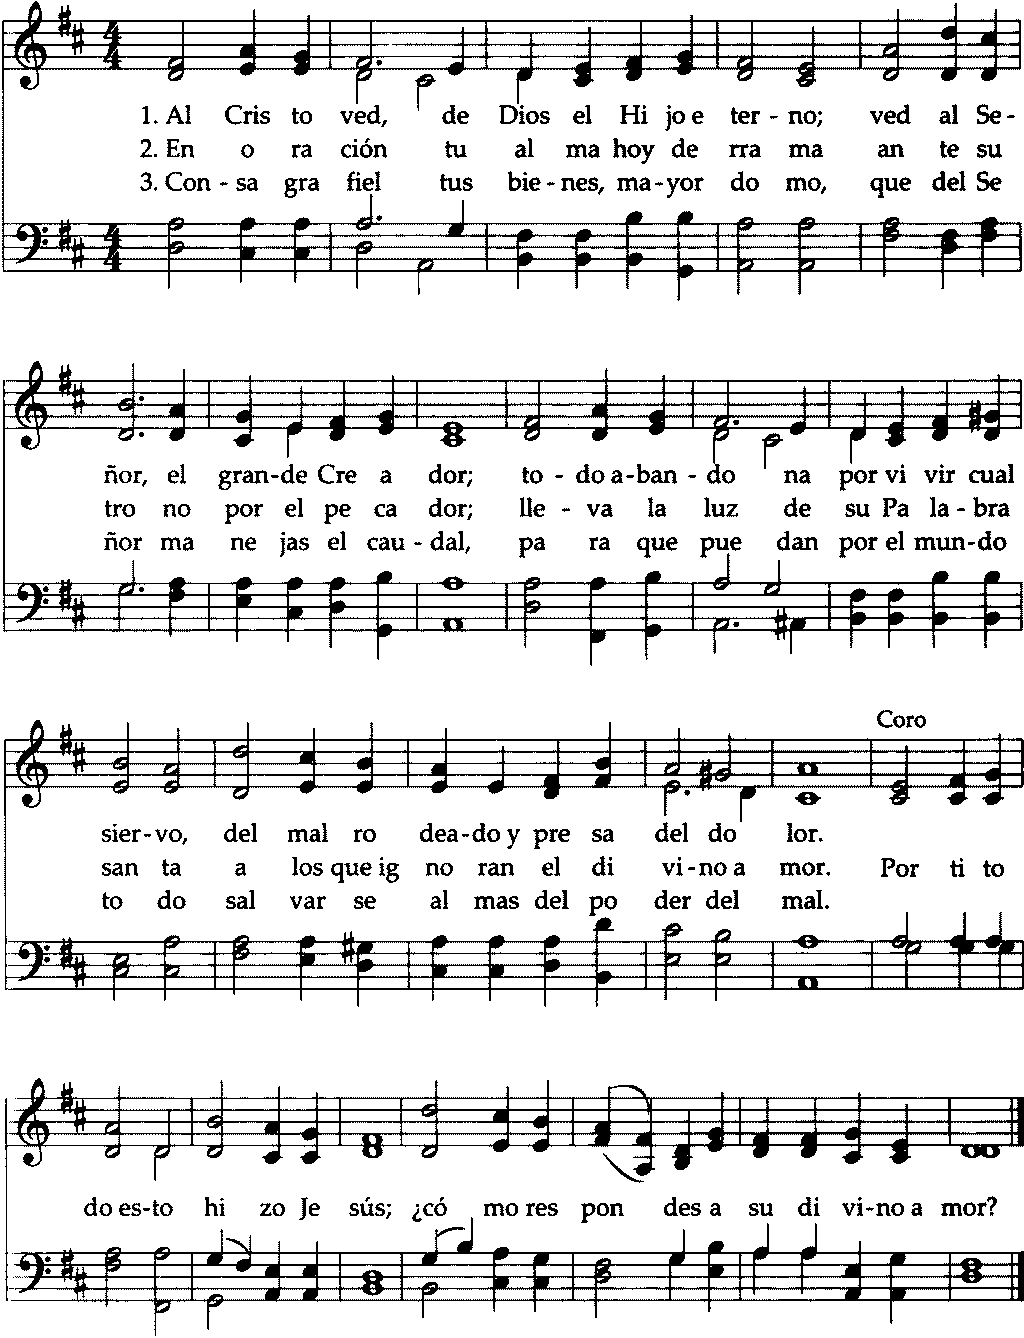 1. Al Cris to ved, de Dios el Hi jo e ter - no; ved al Se -
2. En o ra ción tu al ma hoy de rra ma an te su
3. Con - sa gra fiel tus bie - nes, ma - yor do mo, que del Se
ñor, el gran - de Cre a dor; to - do a - ban - do na por vi vir cual
tro no por el pe ca dor; lle - va la luz de su Pa la - bra
ñor ma ne jas el cau - dal, pa ra que pue dan por el mun - do
Coro
sier - vo, del mal ro dea - do y pre sa del do lor.
san ta a los que ig no ran el di vi - no a mor. Por ti to
to do sal var se al mas del po der del mal.
do es - to hi zo Je sús; ¿có mo res pon des a su di vi - no a mor?